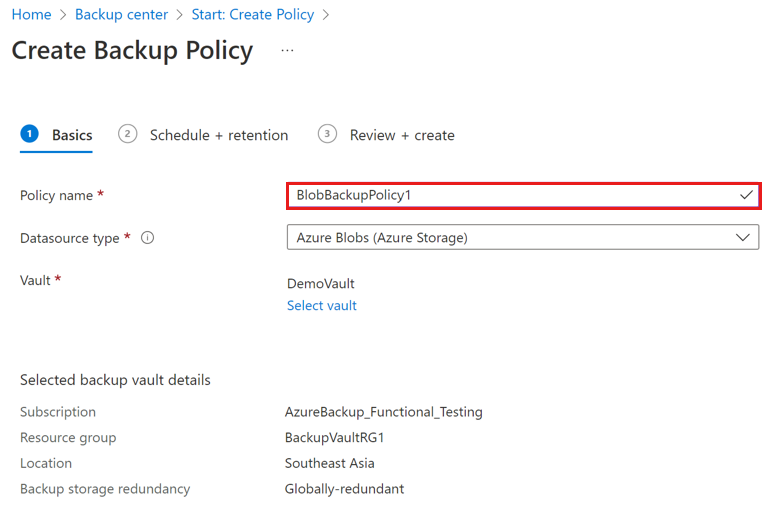 Home > Backup center > Start: Create Policy >
Create Backup Policy ...
1 Basics 2 Schedule + retention 3 Review + create
Policy name * BlobBackupPolicy1
Datasource type * Azure Blobs (Azure Storage)
Vault * DemoVault
Select vault
Selected backup vault details
Subscription AzureBackup_Functional_Testing
Resource group BackupVaultRG1
Location Southeast Asia
Backup storage redundancy Globally-redundant